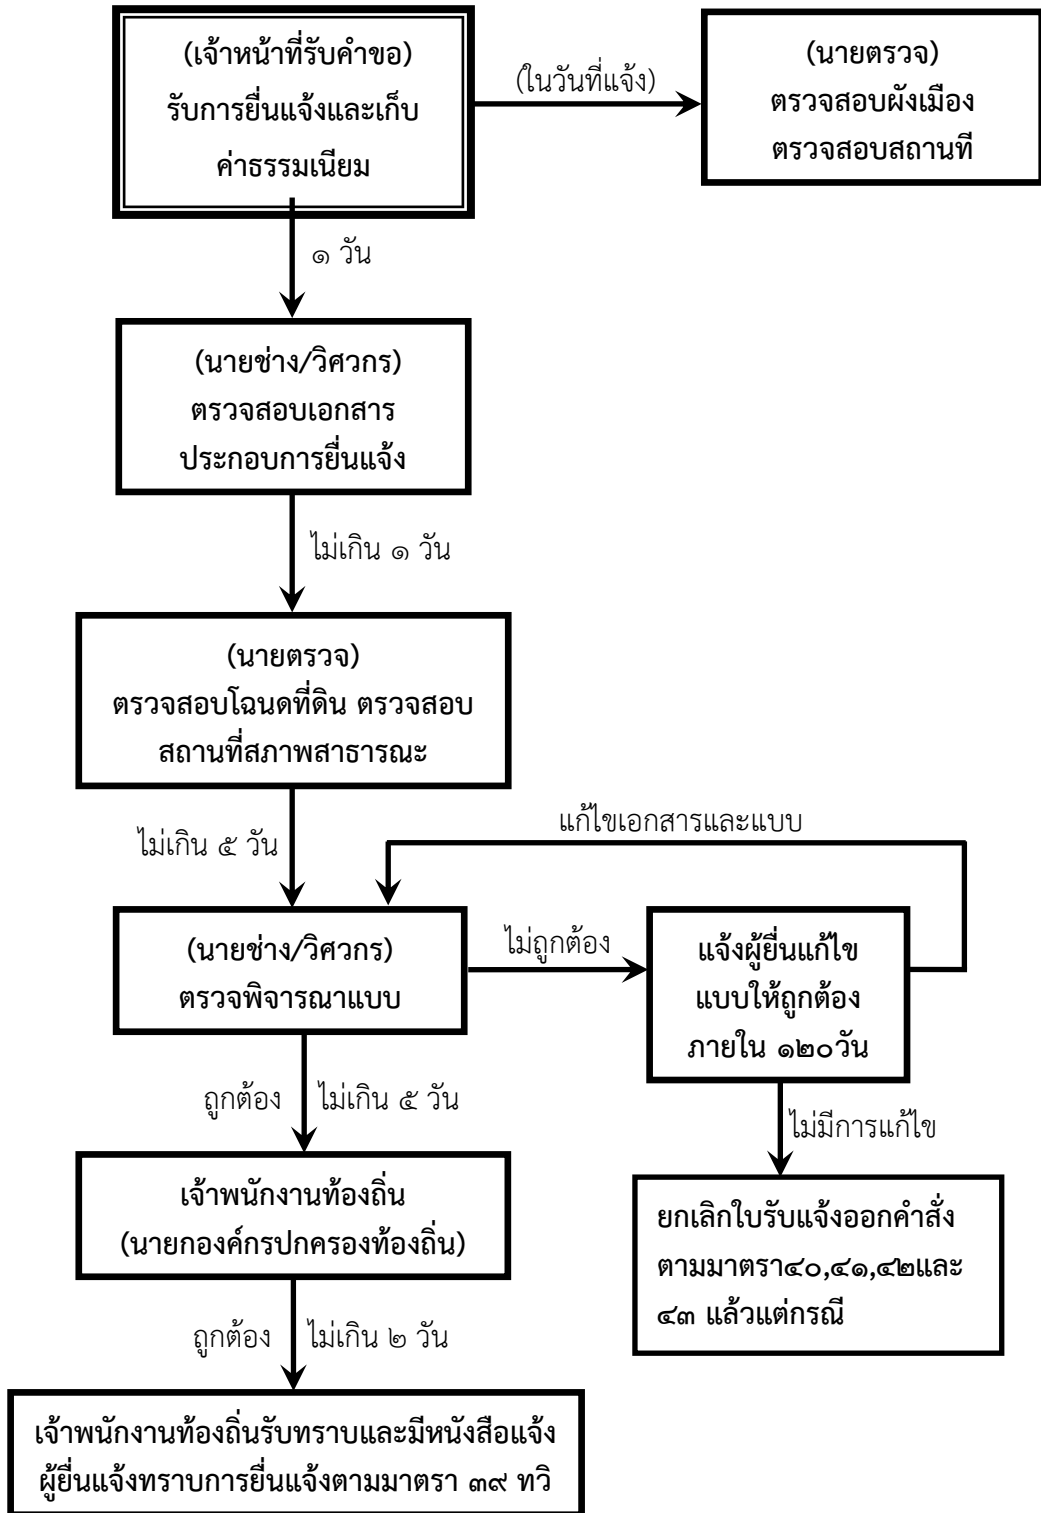 (เจ้าหน้าที่รับคำขอ)
รับการยื่นแจ้งและเก็บ
ค่าธรรมเนียม
(ในวันที่แจ้ง)
(นายตรวจ)
ตรวจสอบผังเมือง
ตรวจสอบสถานที
๑ วัน
(นายช่าง/วิศวกร)
ตรวจสอบเอกสาร
ประกอบการยื่นแจ้ง
ไม่เกิน ๑ วัน
(นายตรวจ)
ตรวจสอบโฉนดที่ดิน ตรวจสอบ
สถานที่สภาพสาธารณะ
ไม่เกิน ๕ วัน
แก้ไขเอกสารและแบบ
(นายช่าง/วิศวกร)
ตรวจพิจารณาแบบ
ไม่ถูกต้อง
แจ้งผู้ยื่นแก้ไข
แบบให้ถูกต้อง
ภายใน ๑๒๐วัน
ถูกต้อง ไม่เกิน ๕ วัน
ไม่มีการแก้ไข
เจ้าพนักงานท้องถิ่น
(นายกองค์กรปกครองท้องถิ่น)
ยกเลิกใบรับแจ้งออกคำสั่ง
ตามมาตรา๔๐,๔๑,๔๒และ
๔๓ แล้วแต่กรณี
ถูกต้อง ไม่เกิน ๒ วัน
เจ้าพนักงานท้องถิ่นรับทราบและมีหนังสือแจ้ง
ผู้ยื่นแจ้งทราบการยื่นแจ้งตามมาตรา ๓๙ ทวิ